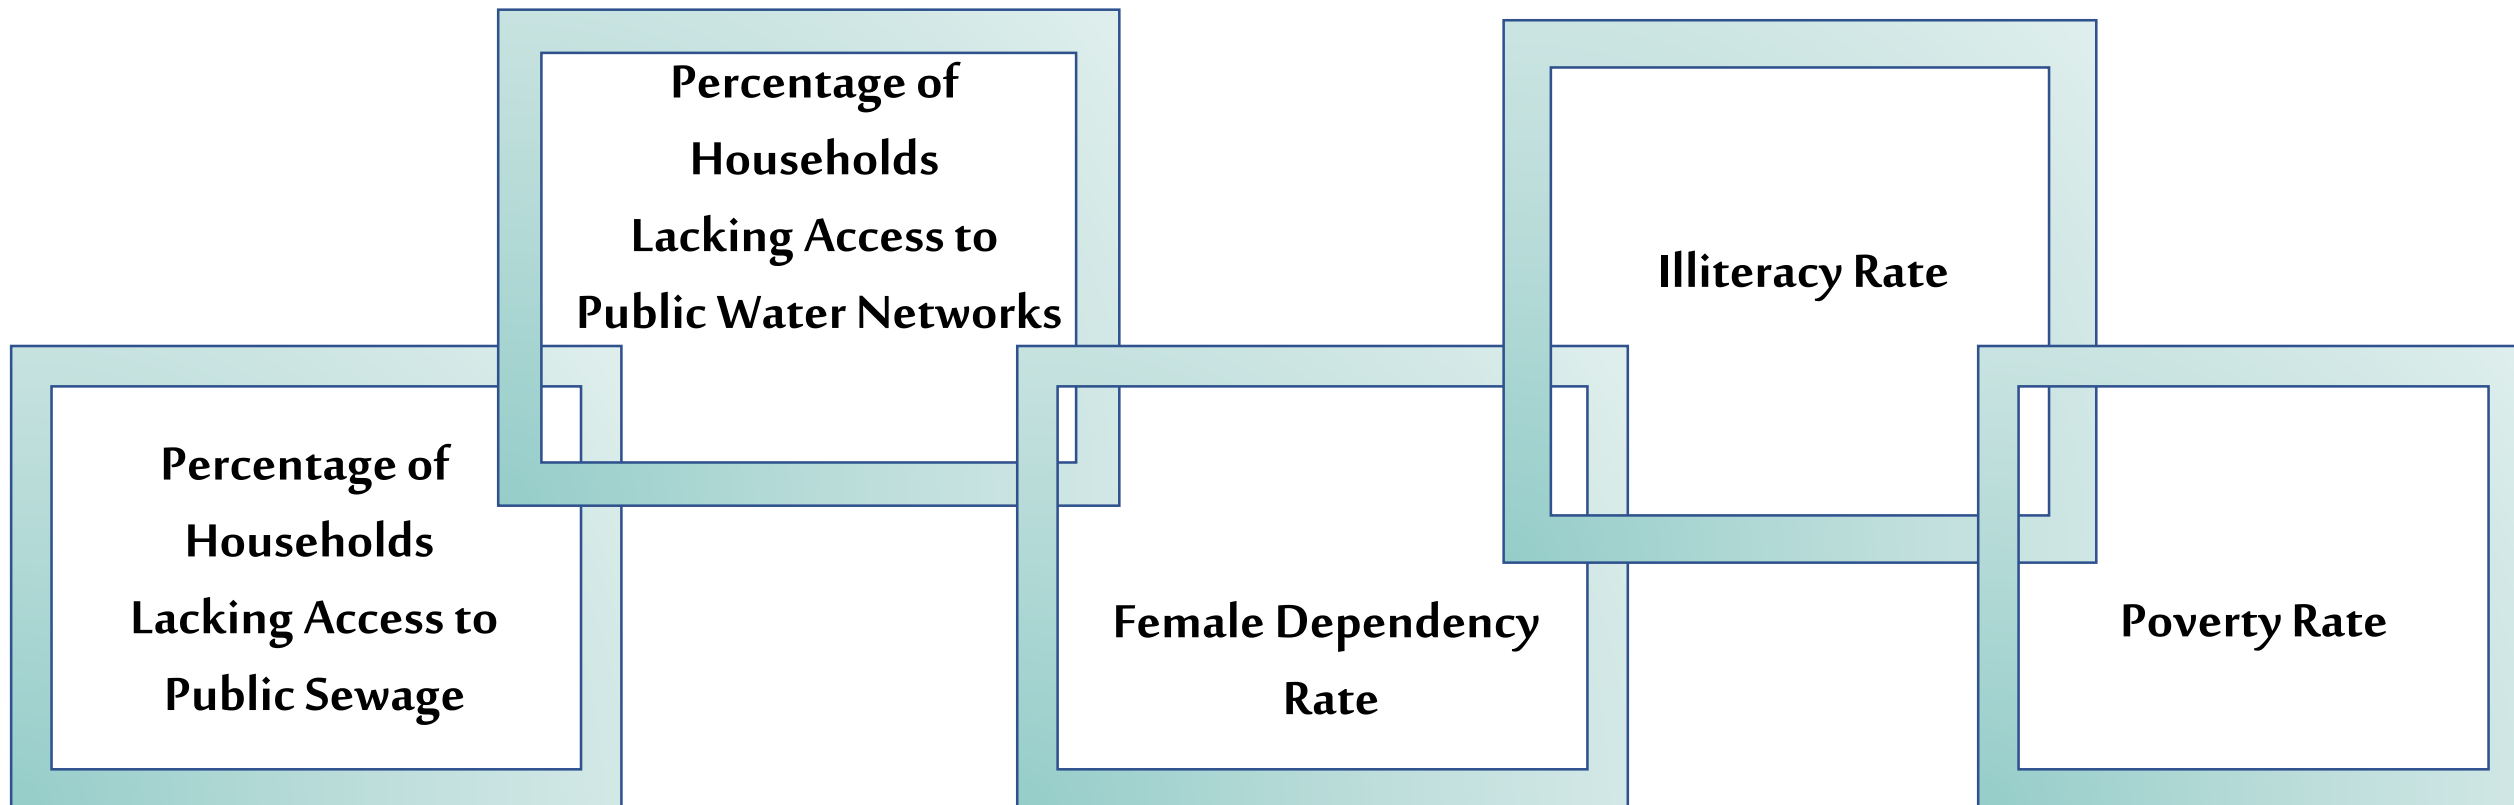 Percentage of
Households
Lacking Access to
Public Sewage
Percentage of
Households
Lacking Access to
Public Water Networks
Female Dependency
Rate
Illiteracy Rate
Poverty Rate